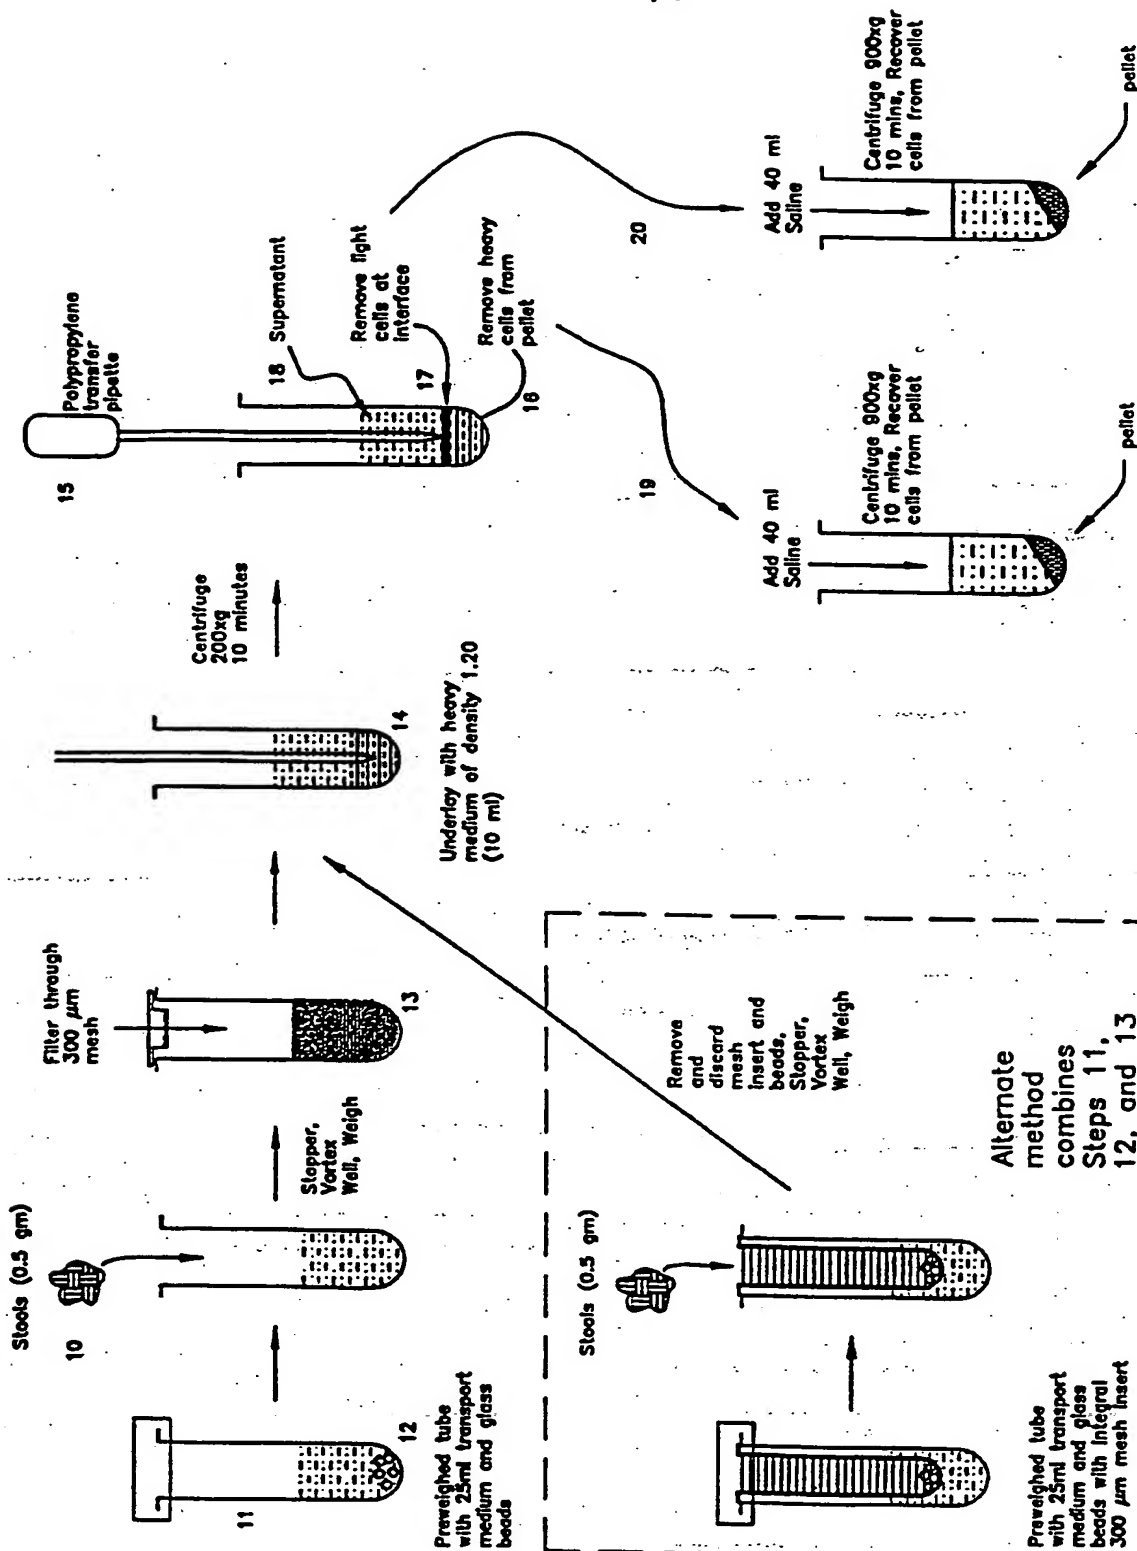 Stools (0.5 gm)
10
11
12
Preweighed tube
with 25ml transport
medium and glass
beads
Stopper,
Vortex
Well, Weigh
Filter through
300 µm
mesh
13
14
Underlay with heavy
medium of density 1.20
(10 ml)
Centrifuge
200xg
10 minutes
15
Polypropylene
transfer
pipette
18 Supernatant
Remove light
cells at
interface
17
Remove heavy
cells from
pellet
16
19
Add 40 ml
Saline
Centrifuge 900xg
10 mins, Recover
cells from pellet
pellet
20
Add 40 ml
Saline
Centrifuge 900xg
10 mins, Recover
cells from pellet
pellet
Stools (0.5 gm)
Preweighed tube
with 25ml transport
medium and glass
beads with integral
300 µm mesh insert
Remove
and
discard
mesh
insert and
beads,
Stopper,
Vortex
Well, Weigh
Alternate
method
combines
Steps 11,
12, and 13